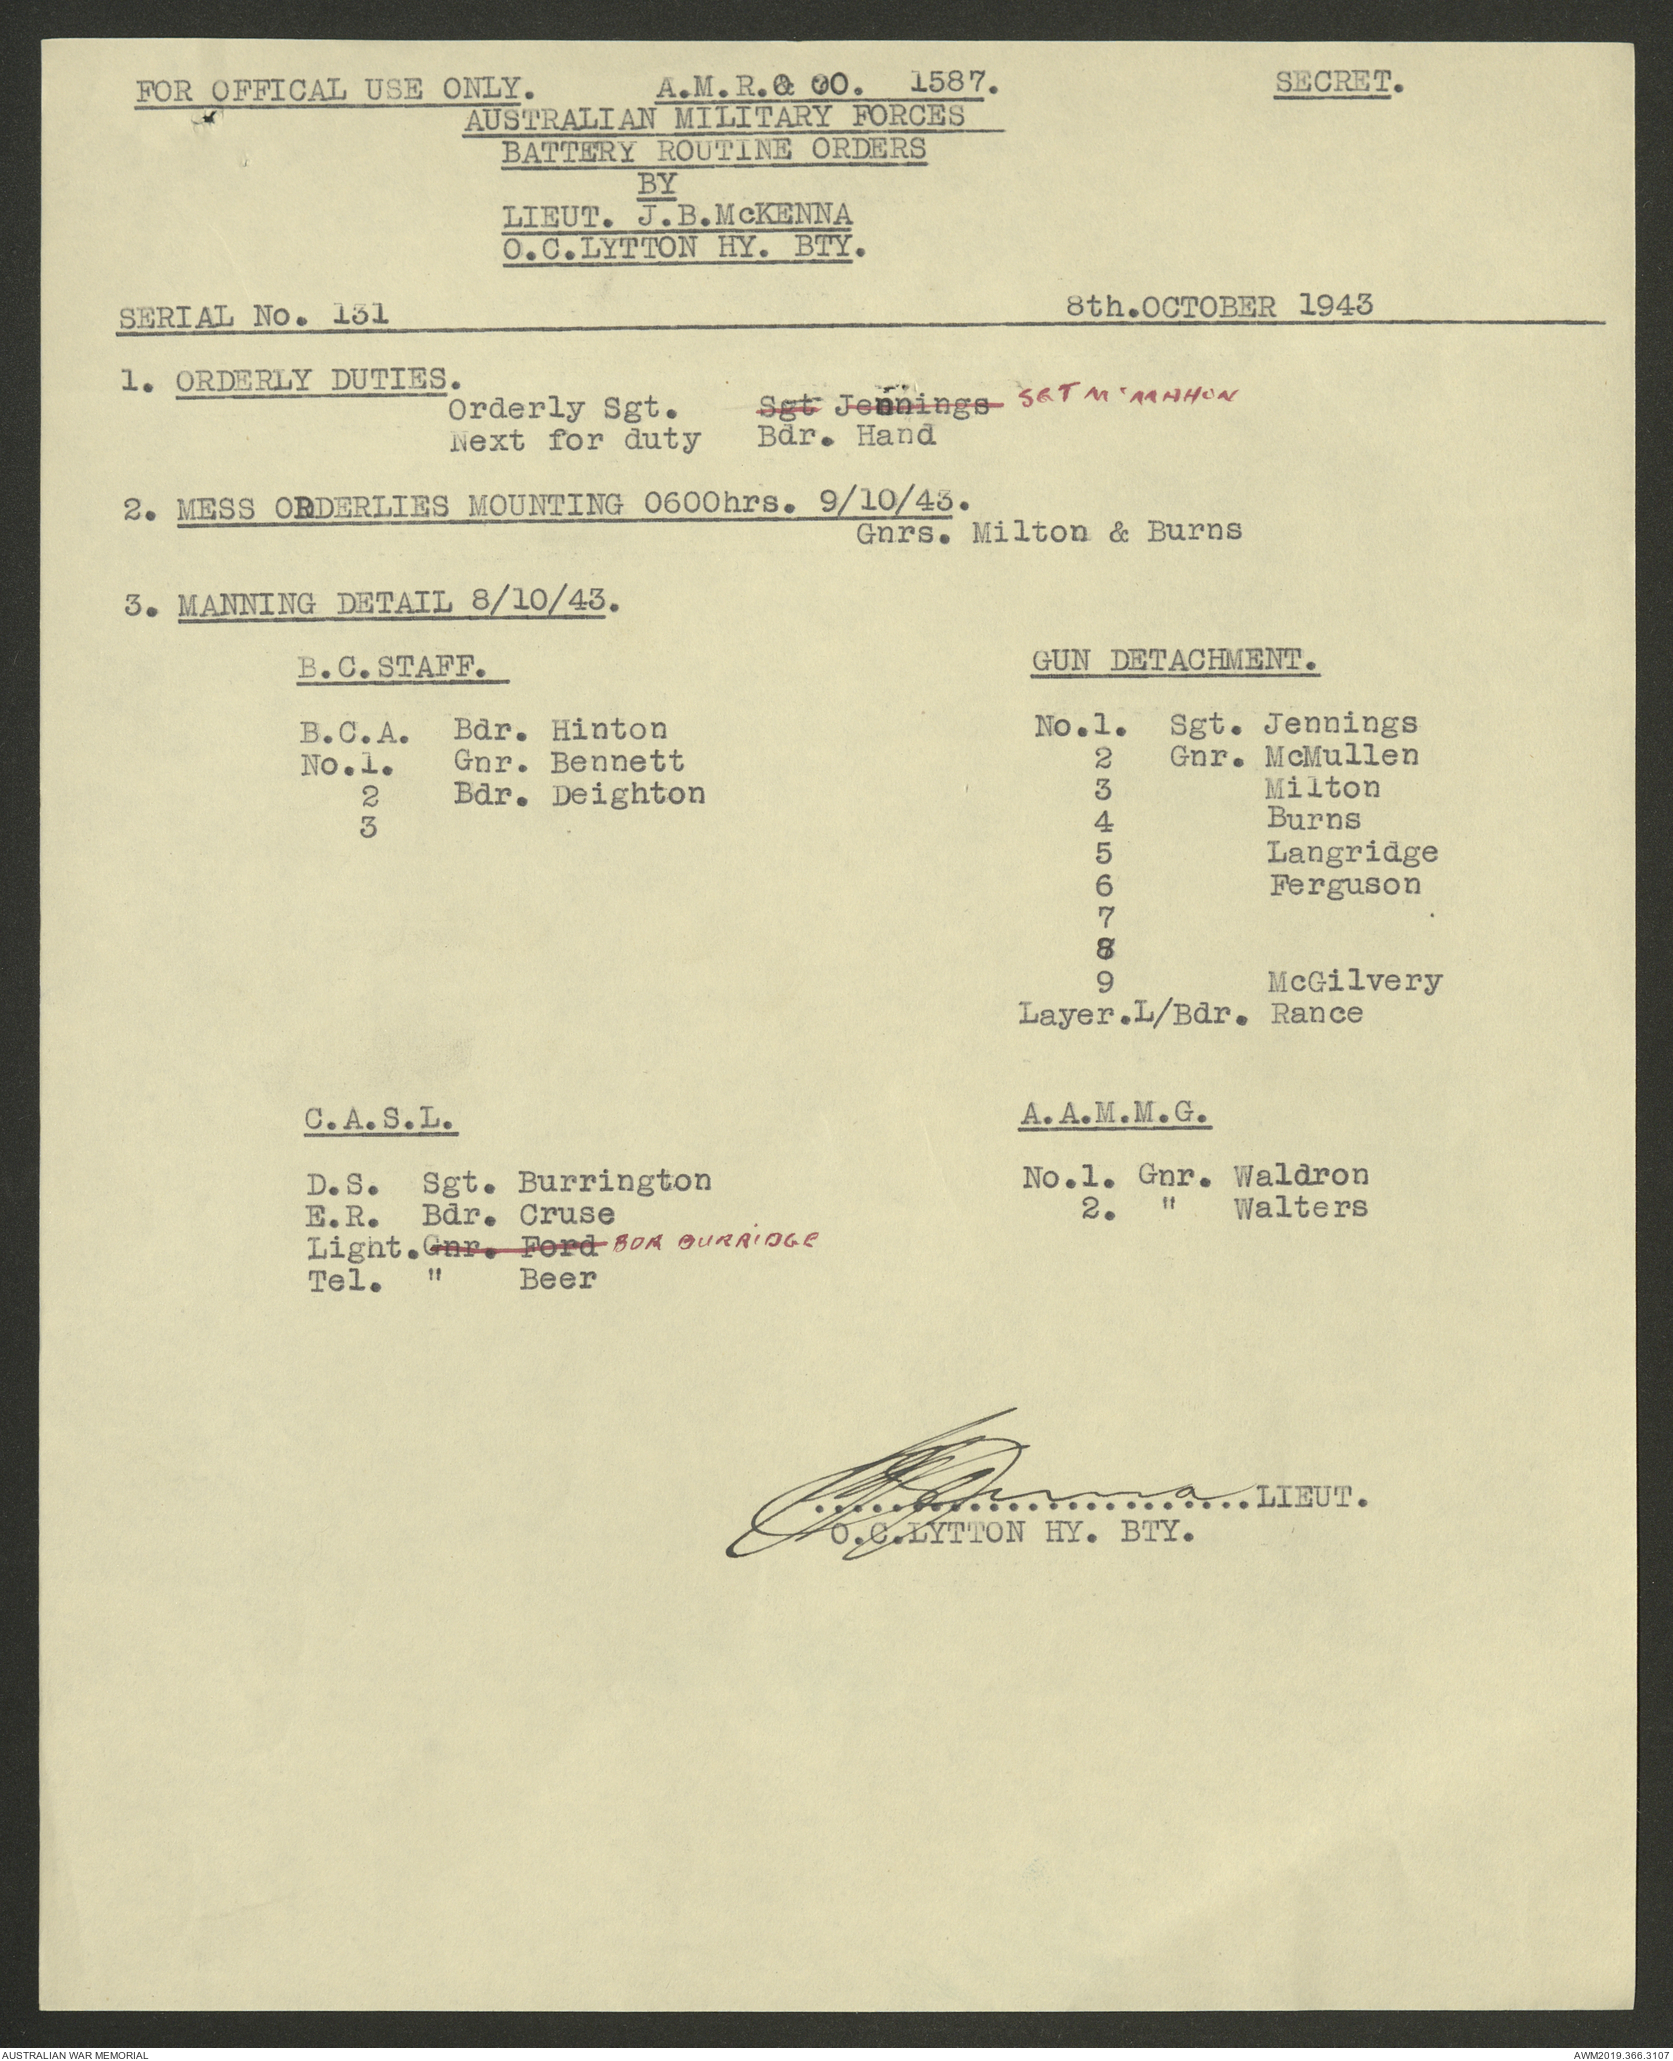 FOR OFFICAL USE ONLY. A.M.R.& OO. 1587. SECRET.
AUSTRALIAN MILITARY FORCES
BATTERY ROUTINE ORDERS
BY
LIEUT. J.B.McKENNA
O.C.LYTTON HY. BTY.
SERIAL No. 131 8th.OCTOBER 1943
1. ORDERLY DUTIES.
Orderly Sgt. Sgt Jennings SGT McMAHON
Next for duty Bdr. Hand
2. MESS ORDERLIES MOUNTING 0600hrs. 9/10/43.
Gnrs. Milton & Burns
3. MANNING DETAIL 8/10/43.
B.C.STAFF.
B.C.A. Bdr. Hinton
No.1. Gnr. Bennett
2 Bdr. Deighton
3
GUN DETACHMENT.
No.1. Sgt. Jennings
2 Gnr. McMullen
3 Milton
4 Burns
5 Langridge
6 Ferguson
7
8
9 McGilvery
Layer.L/Bdr. Rance
C.A.S.L.
D.S. Sgt. Burrington
E.R. Bdr. Cruse
Light.Gnr. Ford BDR BURRIDGE
Tel. " Beer
A.A.M.M.G.
No.1. Gnr. Waldron
2. " Walters
........................LIEUT.
O.C.LYTTON HY. BTY.
AUSTRALIAN WAR MEMORIAL AWM2019.366.3107